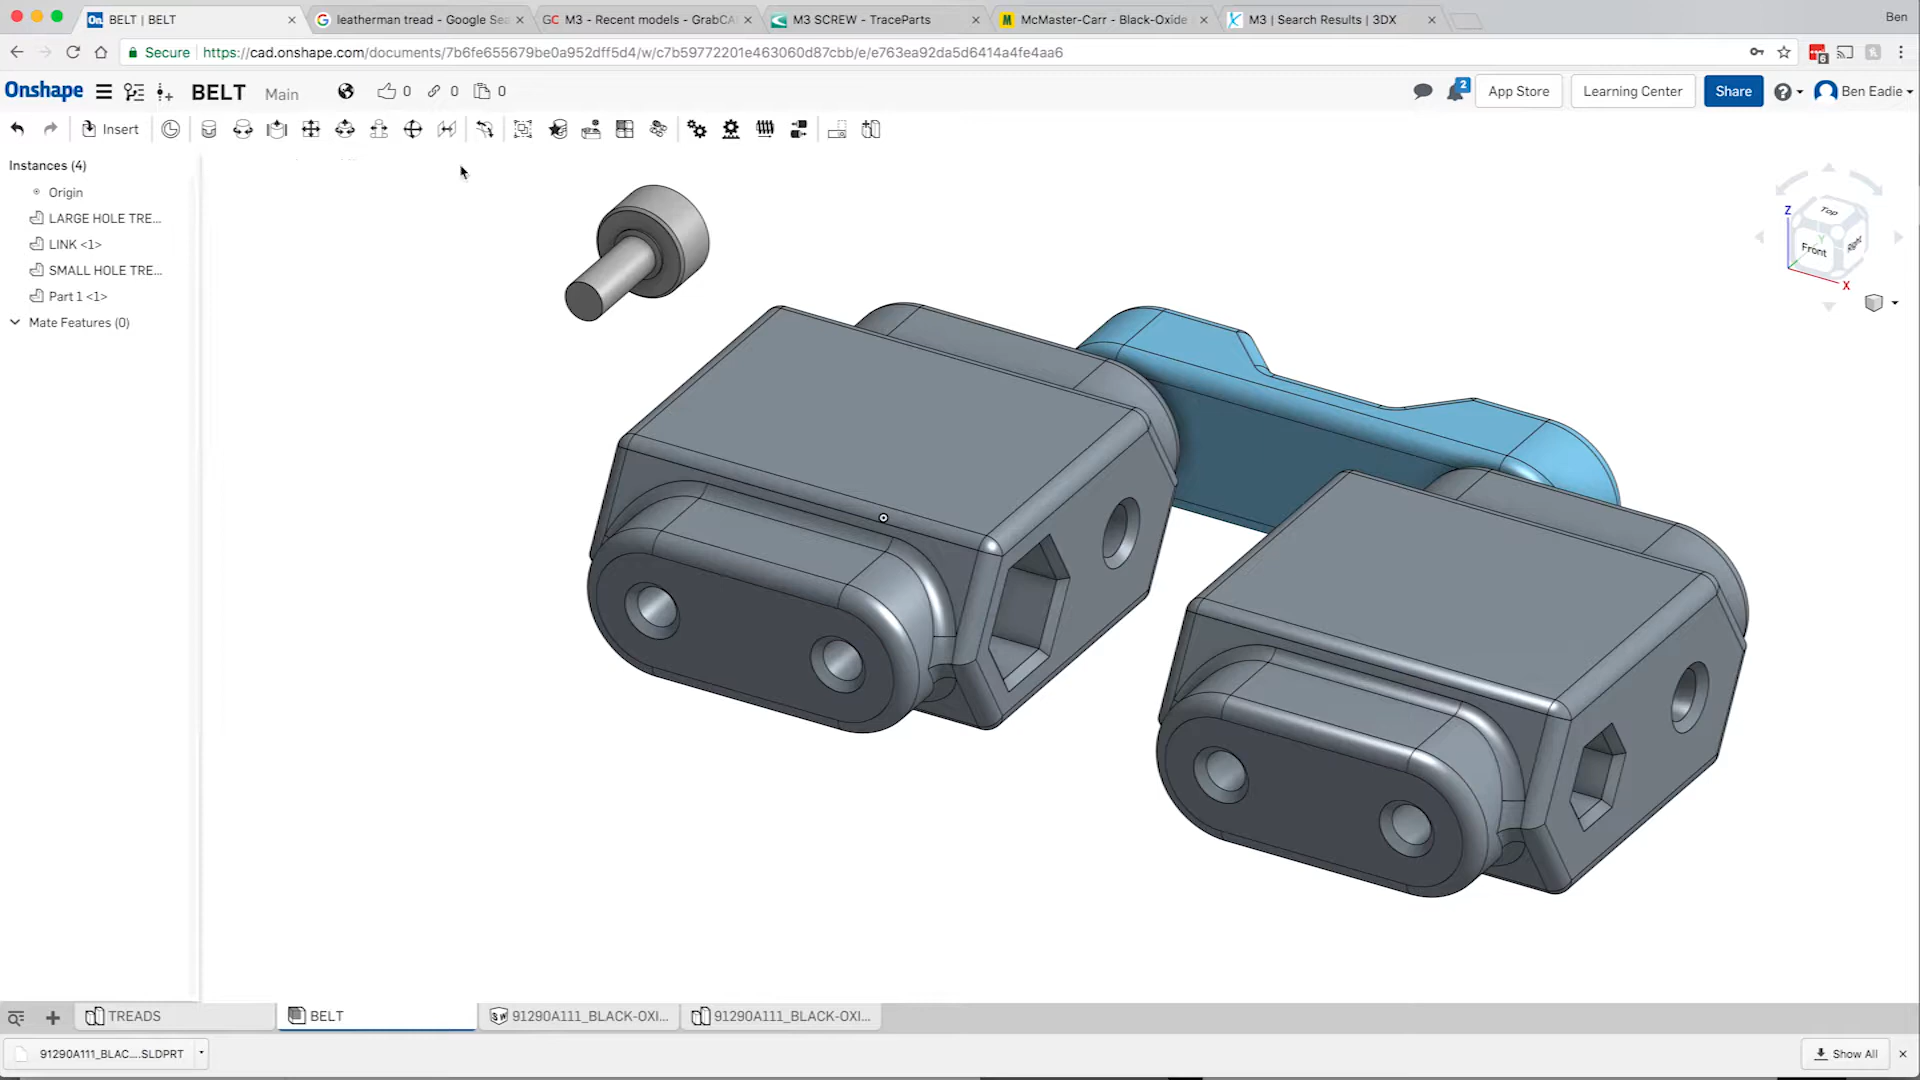 BELT | BELT
leatherman tread - Google Sea
GC M3 - Recent models - GrabCA
M3 SCREW - TraceParts
McMaster-Carr - Black-Oxide
M3 | Search Results | 3DX
Ben
Secure
https://cad.onshape.com/documents/7b6fe655679be0a952dff5d4/w/c7b59772201e463060d87cbb/e/e763ea92da5d6414a4fe4aa6
6
Onshape
BELT
Main
0
0
0
2
App Store
Learning Center
Share
Ben Eadie
Insert
Instances (4)
Origin
LARGE HOLE TRE...
LINK <1>
SMALL HOLE TRE...
Part 1 <1>
Mate Features (0)
Z
Top
Y
Front
Right
X
TREADS
BELT
91290A111_BLACK-OXI...
91290A111_BLACK-OXI...
91290A111_BLAC....SLDPRT
Show All